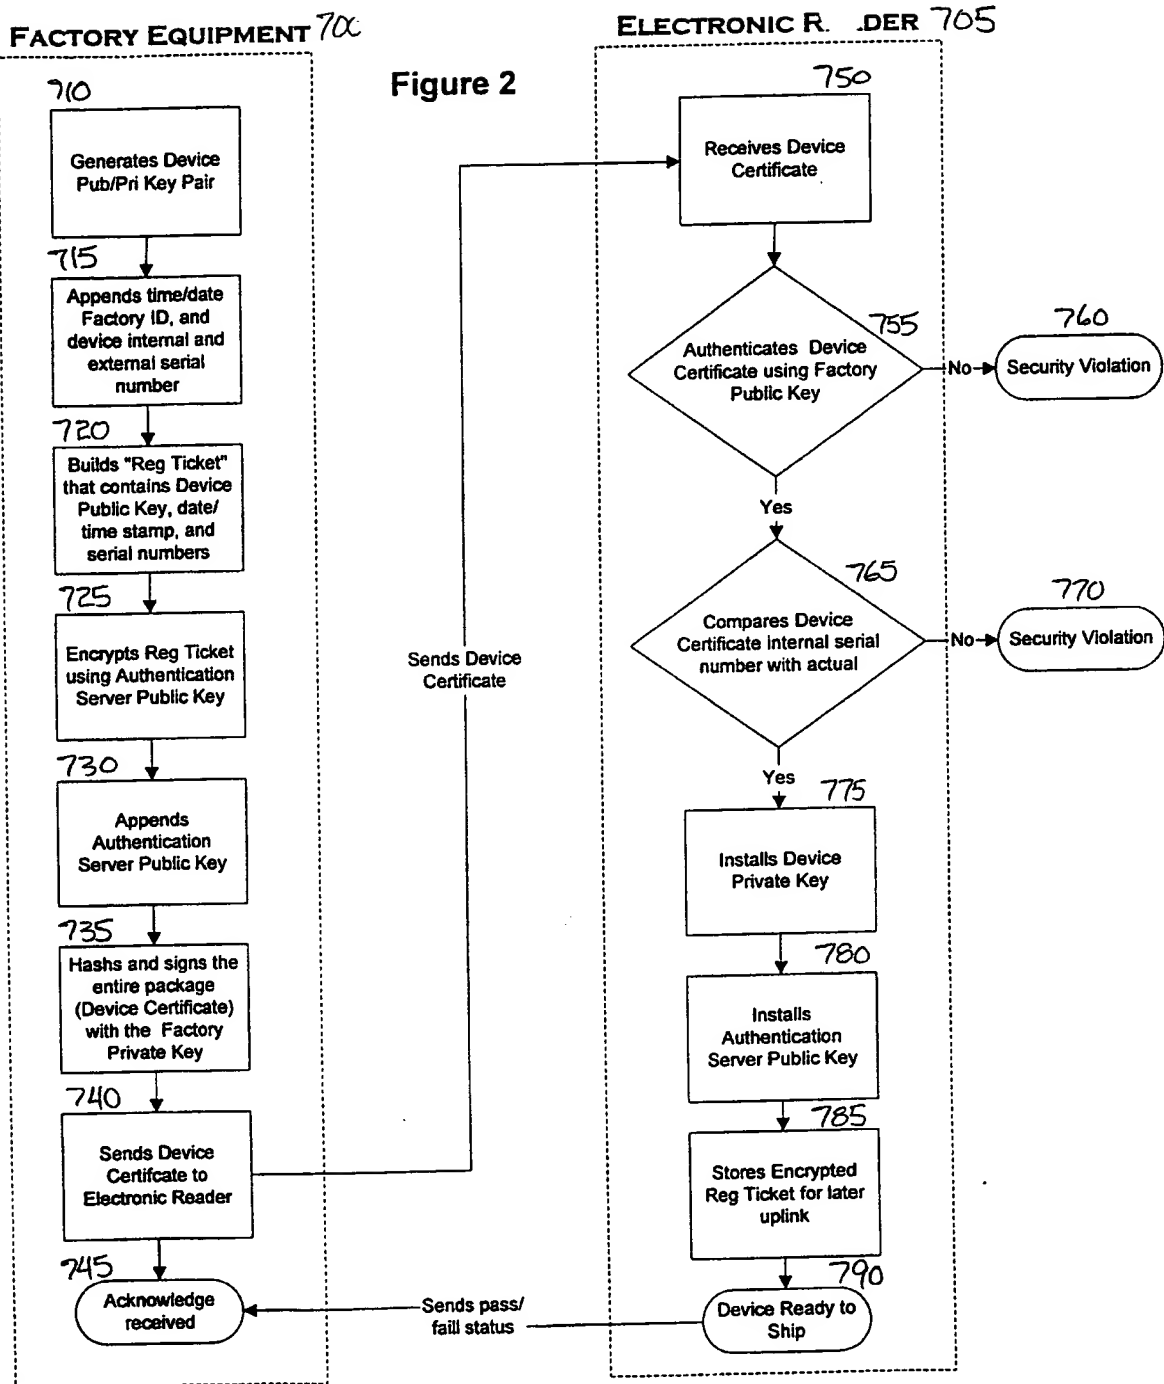 FACTORY EQUIPMENT
ELECTRONIC R. .DER 705
Figure 2
710
Generates Device
Pub/Pri Key Pair
715
Appends time/date
Factory ID, and
device internal and
external serial
number
720
Builds "Reg Ticket"
that contains Device
Public Key, date/
time stamp, and
serial numbers
725
Encrypts Reg Ticket
using Authentication
Server Public Key
730
Appends
Authentication
Server Public Key
735
Hashs and signs the
entire package
(Device Certificate)
with the Factory
Private Key
740
Sends Device
Certifcate to
Electronic Reader
745
Acknowledge
received
Sends Device
Certificate
Sends pass/
faill status
750
Receives Device
Certificate
755
Authenticates Device
Certificate using Factory
Public Key
No
760
Security Violation
Yes
765
Compares Device
Certificate internal serial
number with actual
No
770
Security Violation
Yes
775
Installs Device
Private Key
780
Installs
Authentication
Server Public Key
785
Stores Encrypted
Reg Ticket for later
uplink
790
Device Ready to
Ship